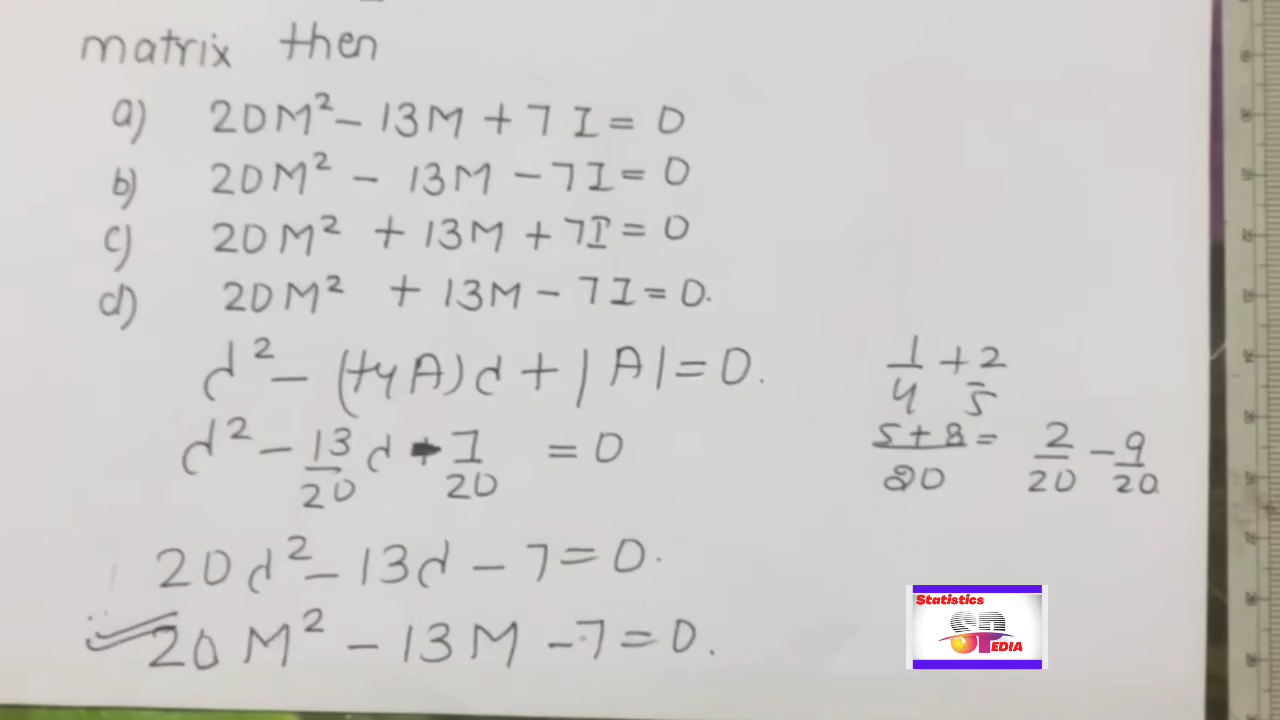 matrix then
a) 20M² - 13M + 7 I = 0
b) 20M² - 13M - 7I = 0
c) 20M² + 13M + 7I = 0
d) 20M² + 13M - 7I = 0.
d² - (trA)d + |A| = 0.
1/4 + 2/5
d² - 13/20 d - 7/20 = 0
5+8/20 = 2/20 - 9/20
20d² - 13d - 7 = 0.
20M² - 13M - 7 = 0.
Statistics
EDIA